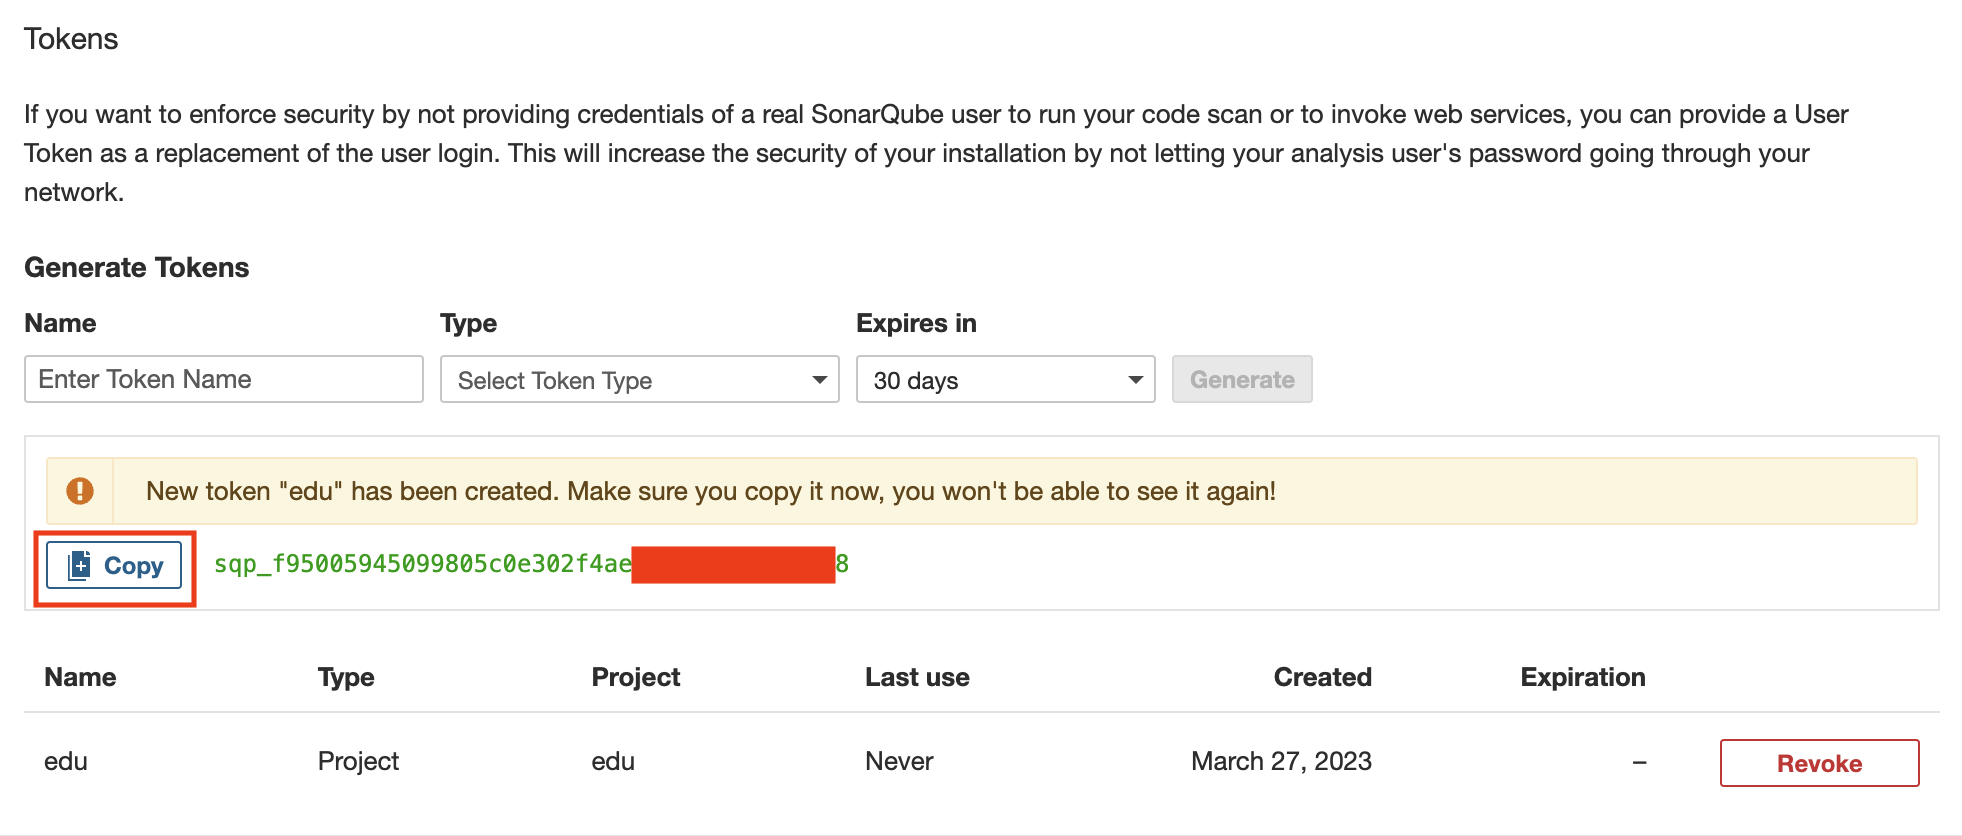 Tokens
If you want to enforce security by not providing credentials of a real SonarQube user to run your code scan or to invoke web services, you can provide a User
Token as a replacement of the user login. This will increase the security of your installation by not letting your analysis user's password going through your
network.
Generate Tokens
Name Type Expires in
Enter Token Name Select Token Type 30 days Generate
New token "edu" has been created. Make sure you copy it now, you won't be able to see it again!
Copy sqp_f95005945099805c0e302f4ae 8
Name Type Project Last use Created Expiration
edu Project edu Never March 27, 2023 – Revoke